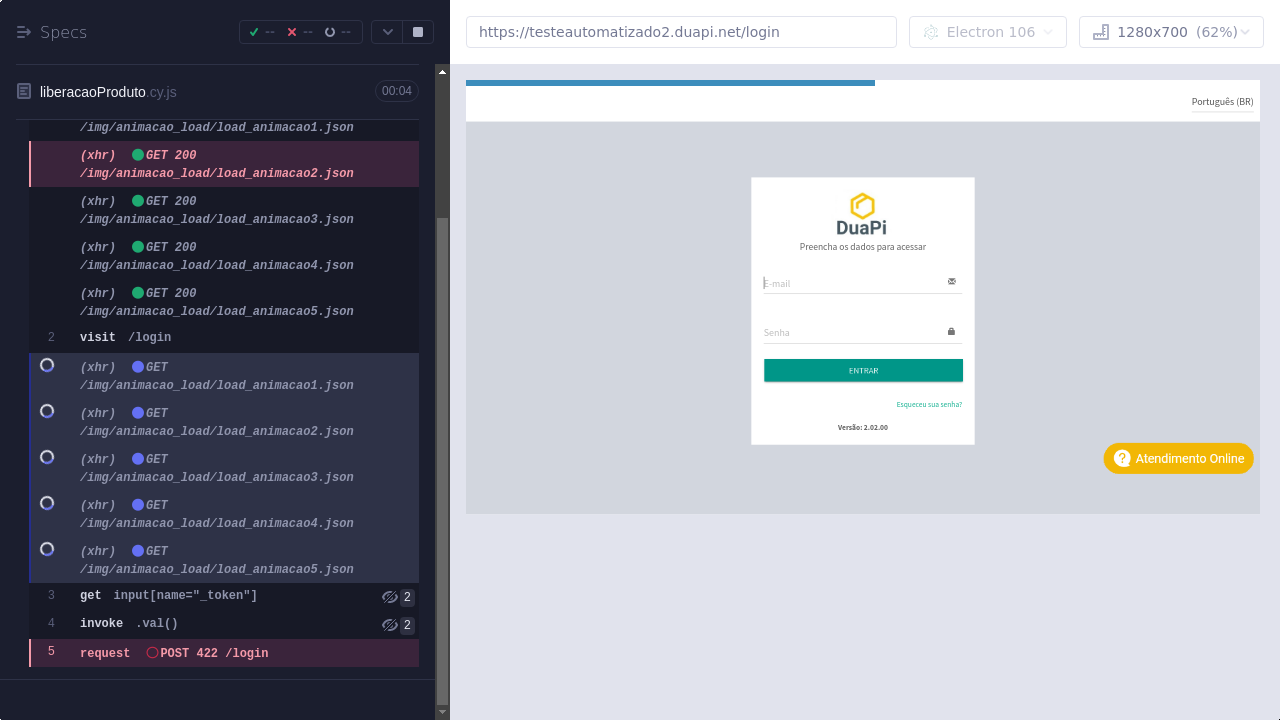 Specs
--
--
--
https://testeautomatizado2.duapi.net/login
Electron 106
1280x700 (62%)
liberacaoProduto.cy.js
00:04
/img/animacao_load/load_animacao1.json
(xhr) GET 200
/img/animacao_load/load_animacao2.json
(xhr) GET 200
/img/animacao_load/load_animacao3.json
(xhr) GET 200
/img/animacao_load/load_animacao4.json
(xhr) GET 200
/img/animacao_load/load_animacao5.json
2 visit /login
(xhr) GET
/img/animacao_load/load_animacao1.json
(xhr) GET
/img/animacao_load/load_animacao2.json
(xhr) GET
/img/animacao_load/load_animacao3.json
(xhr) GET
/img/animacao_load/load_animacao4.json
(xhr) GET
/img/animacao_load/load_animacao5.json
3 get input[name="_token"] 2
4 invoke .val() 2
5 request POST 422 /login
Português (BR)
DuaPi
Preencha os dados para acessar
E-mail
Senha
ENTRAR
Esqueceu sua senha?
Versão: 2.02.00
Atendimento Online